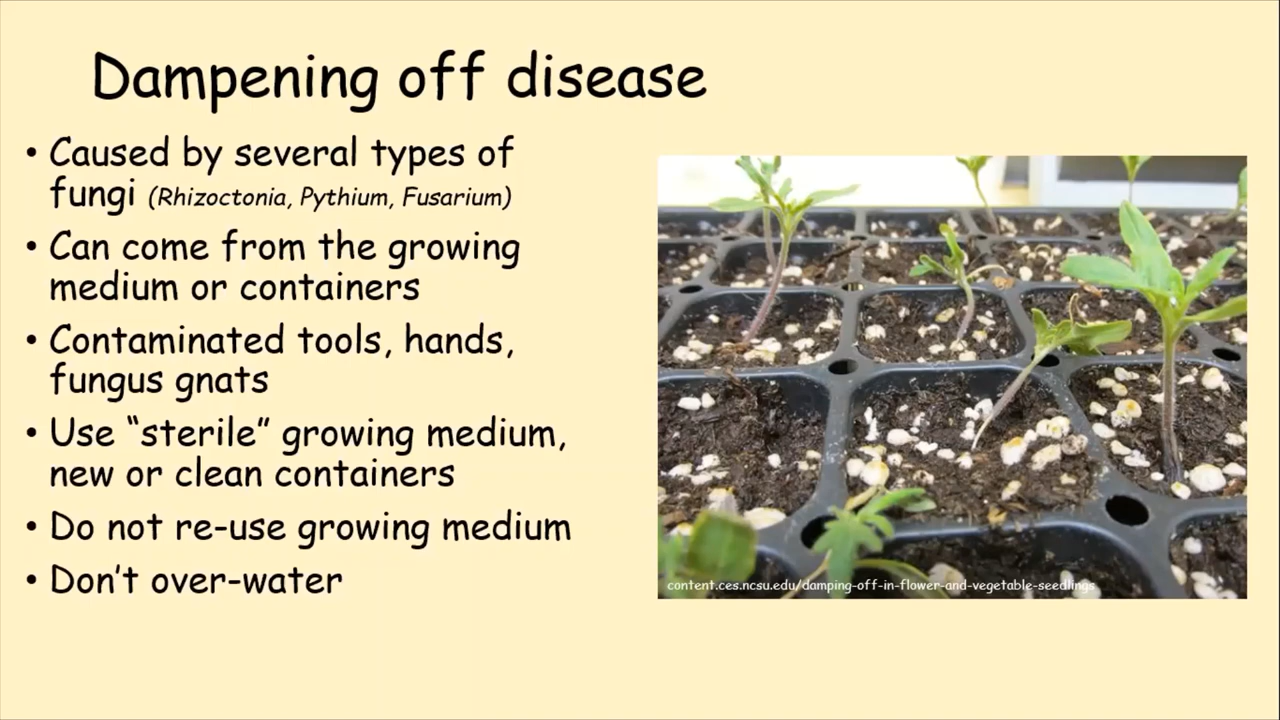 Dampening off disease
• Caused by several types of
fungi (Rhizoctonia, Pythium, Fusarium)
• Can come from the growing
medium or containers
• Contaminated tools, hands,
fungus gnats
• Use “sterile” growing medium,
new or clean containers
• Do not re-use growing medium
• Don’t over-water
content.ces.ncsu.edu/damping-off-in-flower-and-vegetable-seedlings